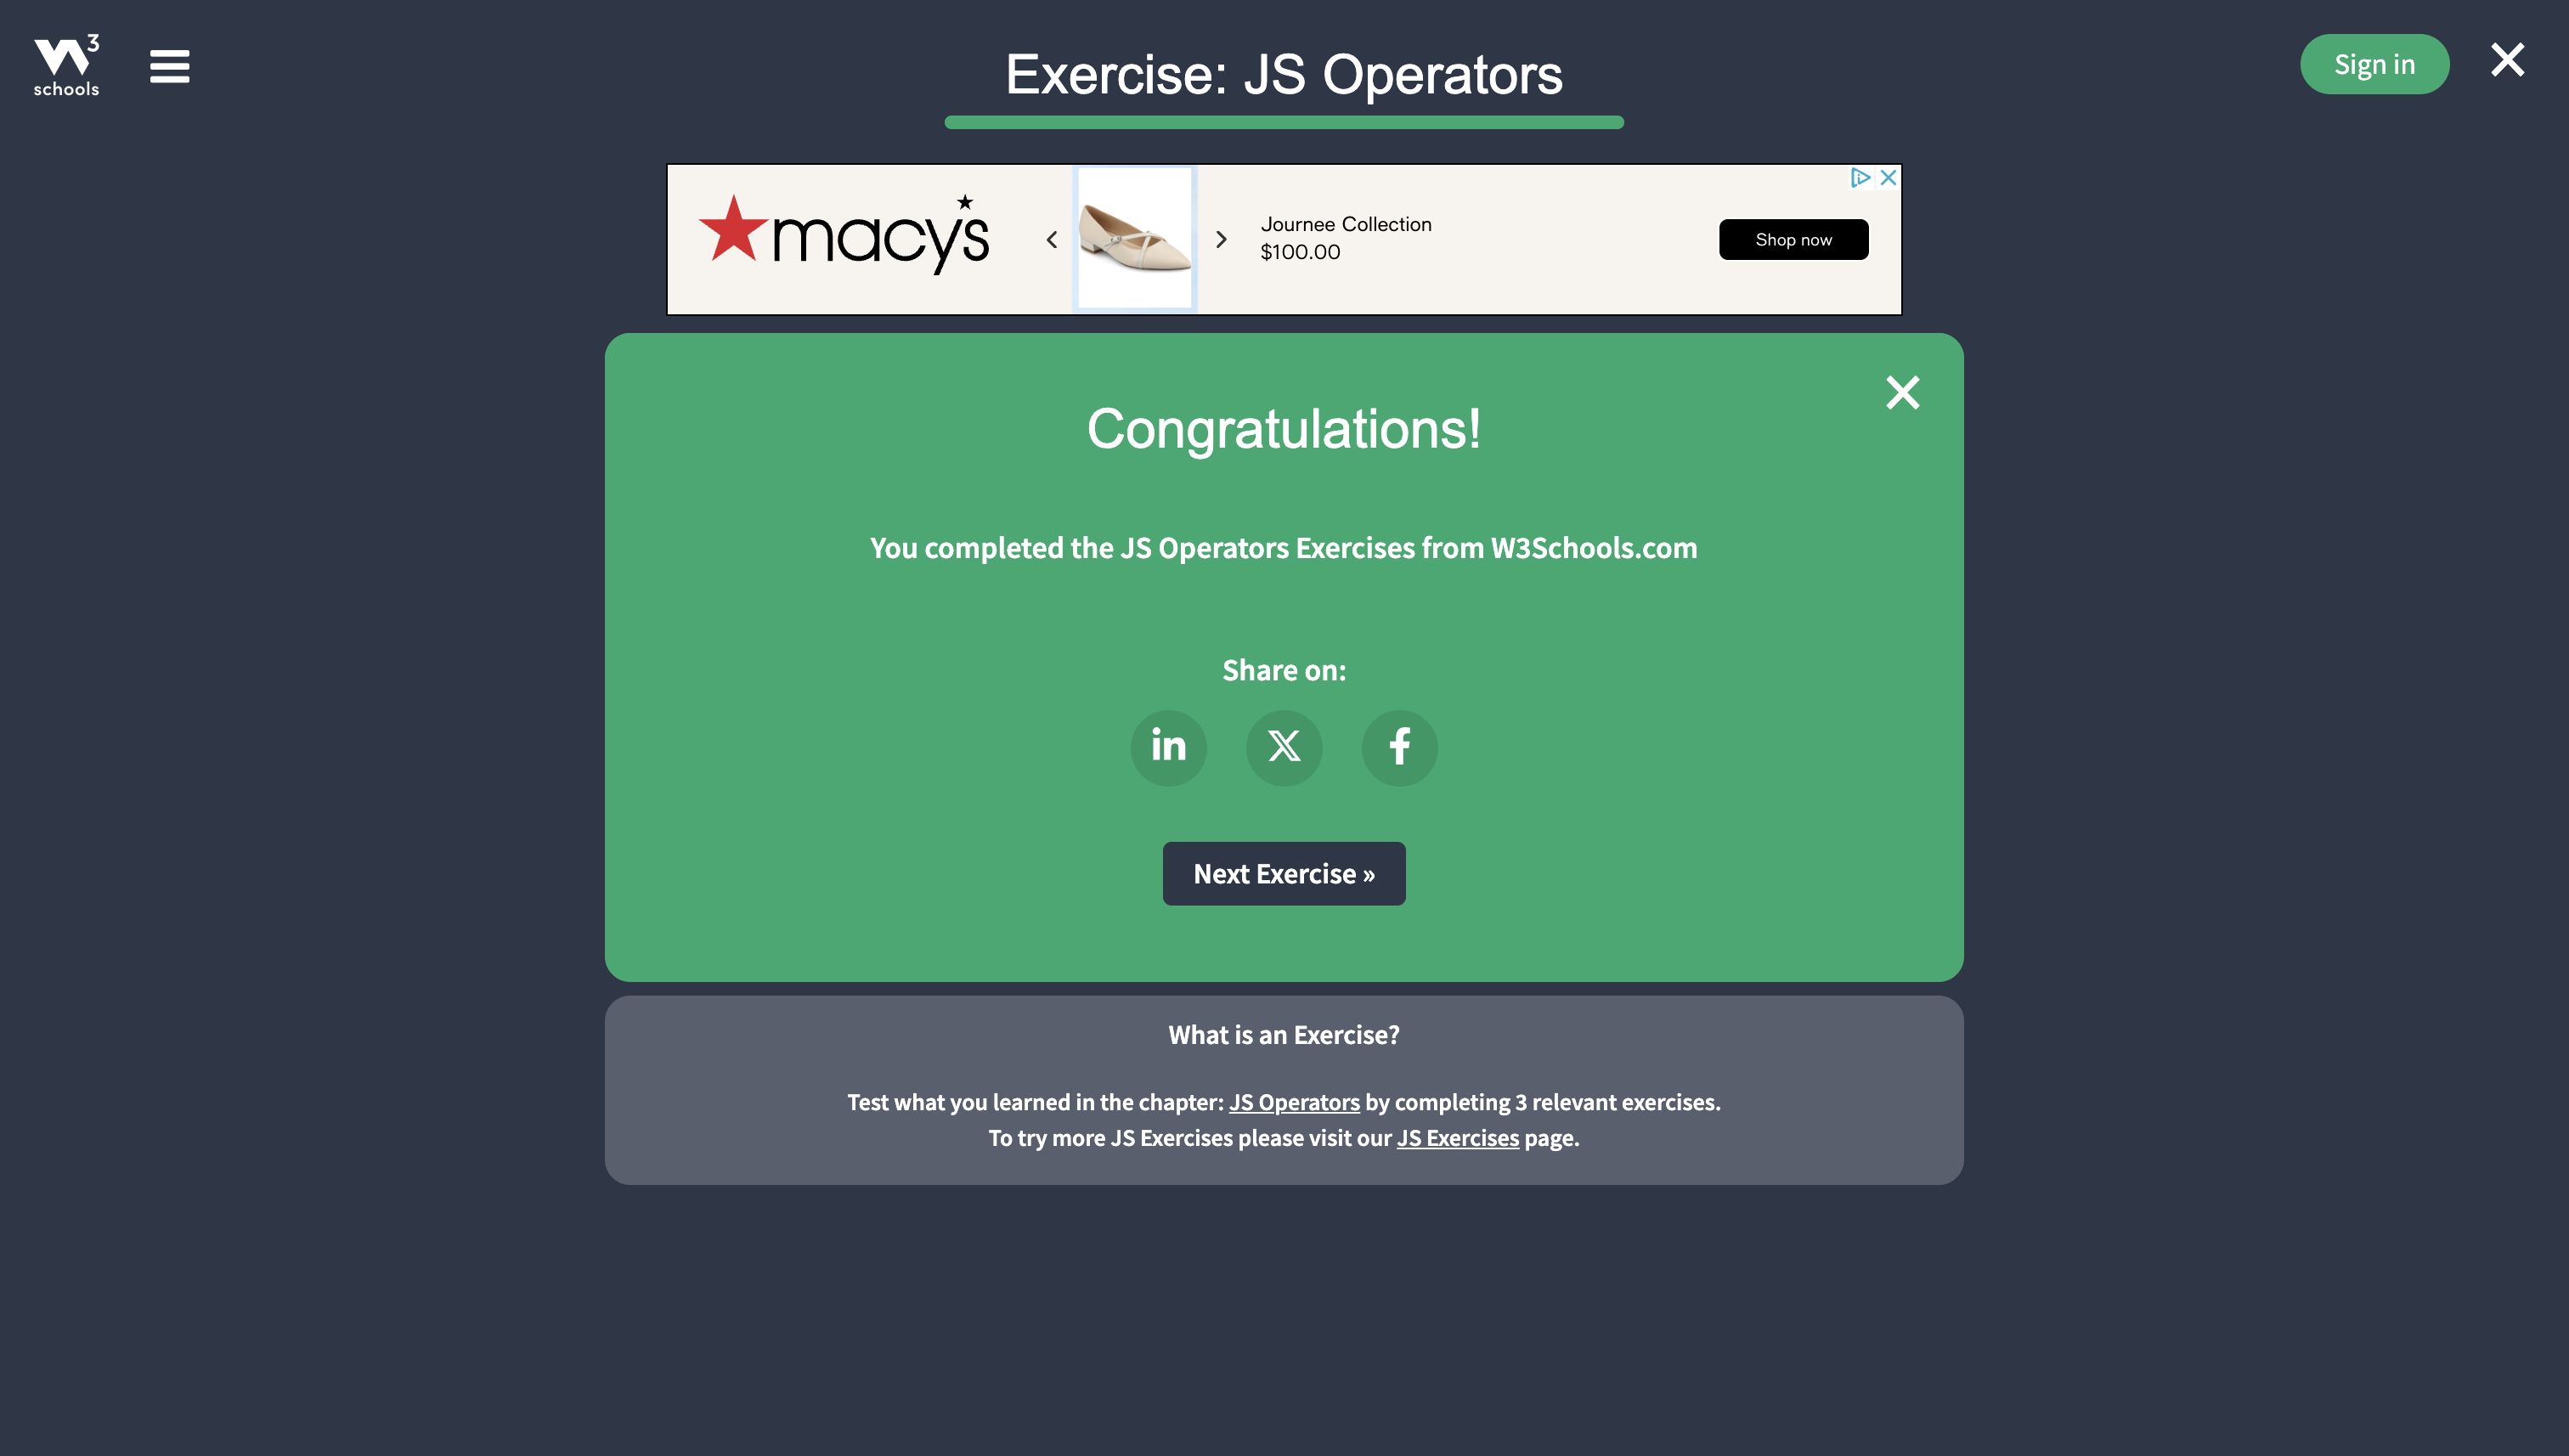 W3
schools
Exercise: JS Operators
Sign in
macys
Journee Collection
$100.00
Shop now
Congratulations!
You completed the JS Operators Exercises from W3Schools.com
Share on:
in
X
f
Next Exercise »
What is an Exercise?
Test what you learned in the chapter: JS Operators by completing 3 relevant exercises.
To try more JS Exercises please visit our JS Exercises page.